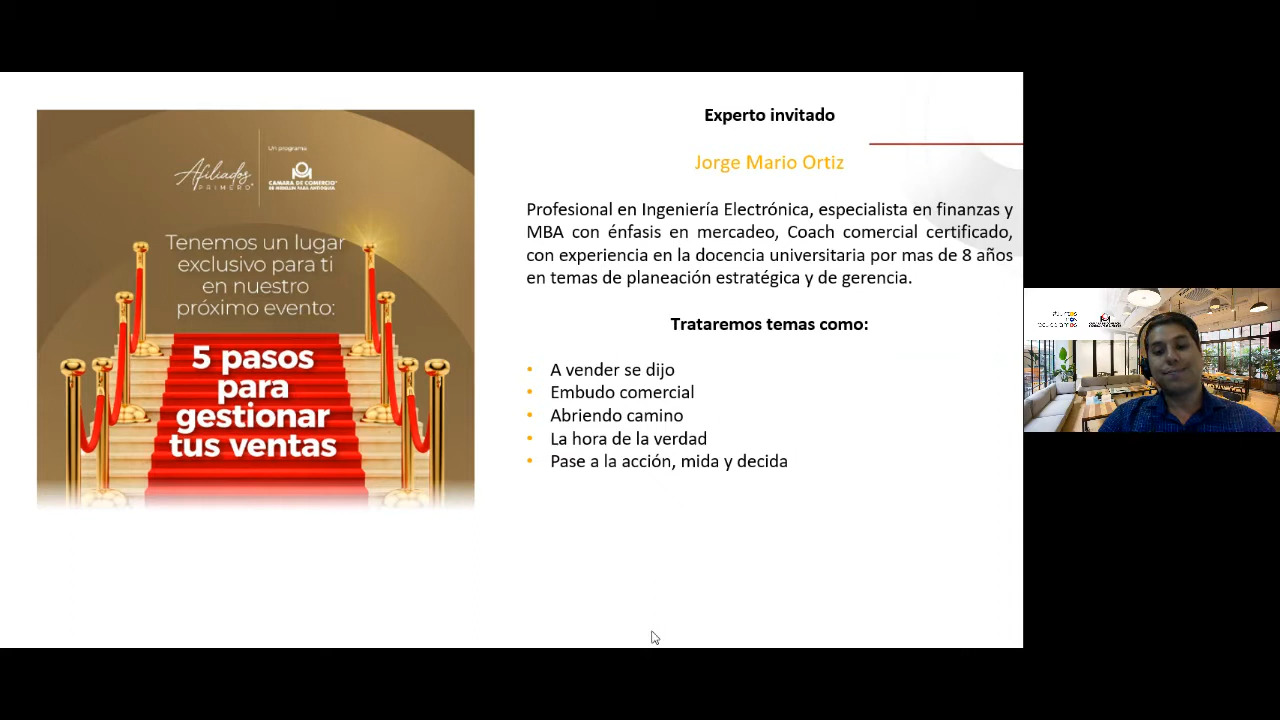 Un programa
Afiliados
PRIMERO
CÁMARA DE COMERCIO
DE MEDELLÍN PARA ANTIOQUIA
Tenemos un lugar
exclusivo para ti
en nuestro
próximo evento:
5 pasos
para
gestionar
tus ventas
Experto invitado
Jorge Mario Ortiz
Profesional en Ingeniería Electrónica, especialista en finanzas y
MBA con énfasis en mercadeo, Coach comercial certificado,
con experiencia en la docencia universitaria por mas de 8 años
en temas de planeación estratégica y de gerencia.
Trataremos temas como:
• A vender se dijo
• Embudo comercial
• Abriendo camino
• La hora de la verdad
• Pase a la acción, mida y decida